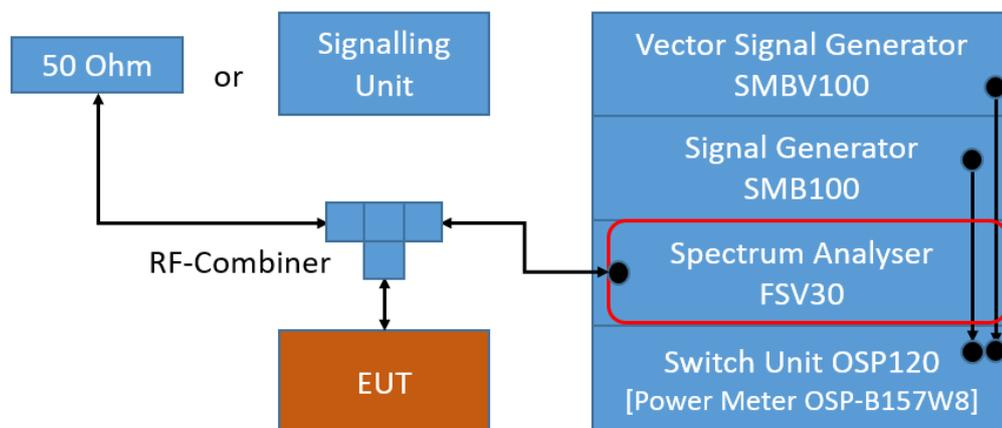 50 Ohm
or
Signalling
Unit
Vector Signal Generator
SMBV100
Signal Generator
SMB100
RF-Combiner
Spectrum Analyser
FSV30
EUT
Switch Unit OSP120
[Power Meter OSP-B157W8]